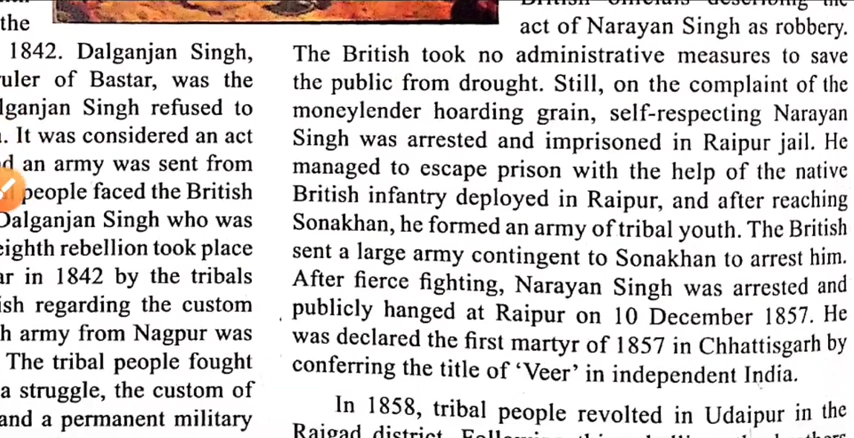 the
1842. Dalganjan Singh,
uler of Bastar, was the
lganjan Singh refused to
. It was considered an act
d an army was sent from
people faced the British
Dalganjan Singh who was
eighth rebellion took place
ar in 1842 by the tribals
ish regarding the custom
h army from Nagpur was
The tribal people fought
a struggle, the custom of
and a permanent military
act of Narayan Singh as robbery.
The British took no administrative measures to save
the public from drought. Still, on the complaint of the
moneylender hoarding grain, self-respecting Narayan
Singh was arrested and imprisoned in Raipur jail. He
managed to escape prison with the help of the native
British infantry deployed in Raipur, and after reaching
Sonakhan, he formed an army of tribal youth. The British
sent a large army contingent to Sonakhan to arrest him.
After fierce fighting, Narayan Singh was arrested and
publicly hanged at Raipur on 10 December 1857. He
was declared the first martyr of 1857 in Chhattisgarh by
conferring the title of ‘Veer’ in independent India.
In 1858, tribal people revolted in Udaipur in the
Raigad district.